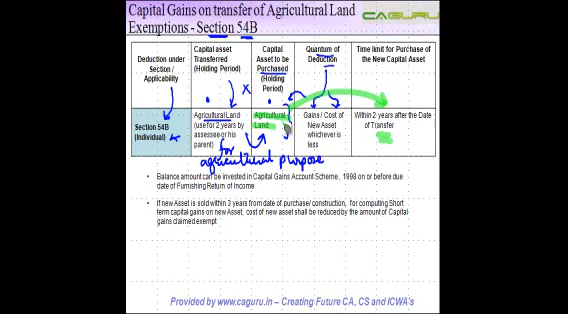 Capital Gains on transfer of Agricultural Land
Exemptions - Section 54B
CAGURU
Deduction under
Section /
Applicability
Capital asset
Transferred
(Holding Period)
Capital
Asset to be
Purchased
(Holding
Period)
Quantum of
Deduction
Time limit for Purchase of
the New Capital Asset
Section 54B
(Individual)
Agricultural Land
(use for 2 years by
assessee or his
parent)
Agricultural
Land
Gains / Cost of
New Asset
whichever is
less
Within 2 years after the Date
of Transfer
for
agricultural purpose
• Balance amount can be invested in Capital Gains Account Scheme, 1998 on or before due
date of Furnishing Return of Income
• If new Asset is sold within 3 years from date of purchase/ construction, for computing Short
term capital gains on new Asset, cost of new asset shall be reduced by the amount of Capital
gains claimed exempt
Provided by www.caguru.in – Creating Future CA, CS and ICWA's